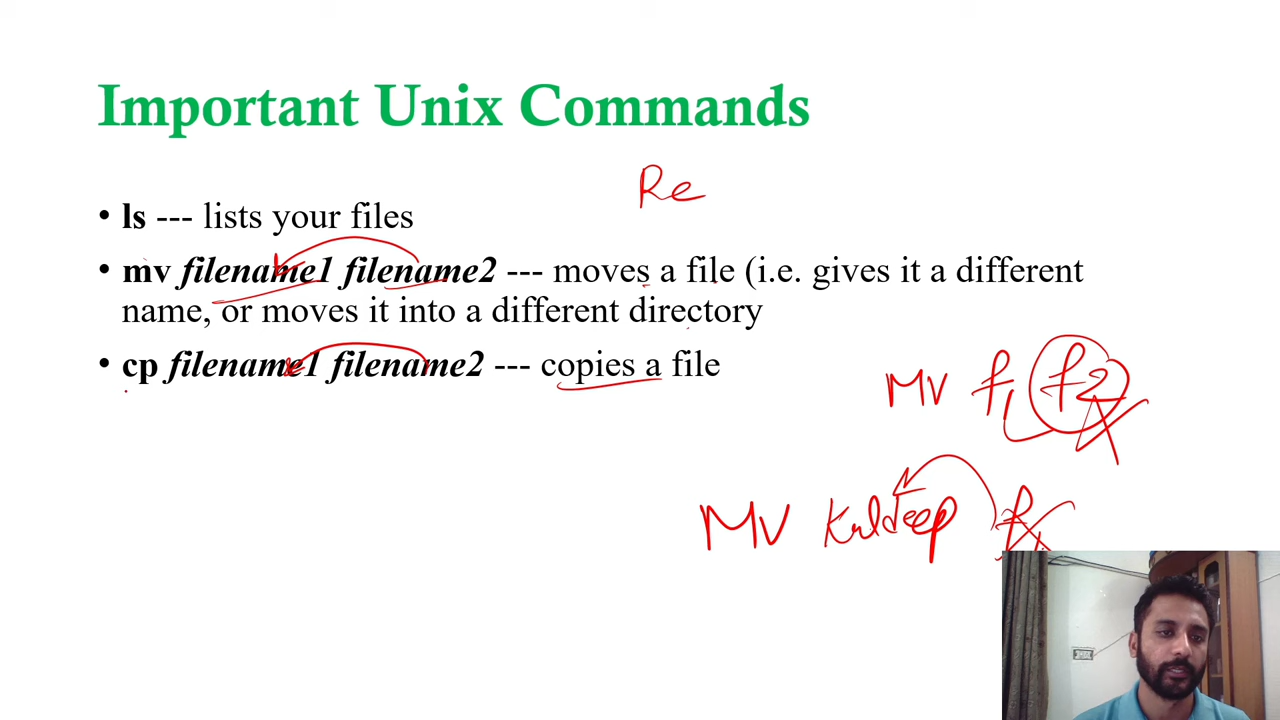 Important Unix Commands
Re
• ls --- lists your files
• mv filename1 filename2 --- moves a file (i.e. gives it a different
name, or moves it into a different directory
• cp filename1 filename2 --- copies a file
MV f1 f2
MV Kuldeep